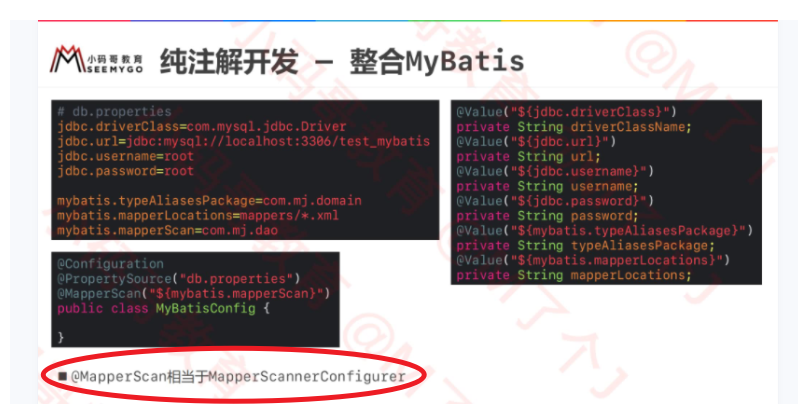 小码哥教育
SEEMYGO
纯注解开发 – 整合MyBatis
# db.properties
jdbc.driverClass=com.mysql.jdbc.Driver
jdbc.url=jdbc:mysql://localhost:3306/test_mybatis
jdbc.username=root
jdbc.password=root
mybatis.typeAliasesPackage=com.mj.domain
mybatis.mapperLocations=mappers/*.xml
mybatis.mapperScan=com.mj.dao
@Configuration
@PropertySource("db.properties")
@MapperScan("${mybatis.mapperScan}")
public class MyBatisConfig {
}
@Value("${jdbc.driverClass}")
private String driverClassName;
@Value("${jdbc.url}")
private String url;
@Value("${jdbc.username}")
private String username;
@Value("${jdbc.password}")
private String password;
@Value("${mybatis.typeAliasesPackage}")
private String typeAliasesPackage;
@Value("${mybatis.mapperLocations}")
private String mapperLocations;
■ @MapperScan相当于MapperScannerConfigurer